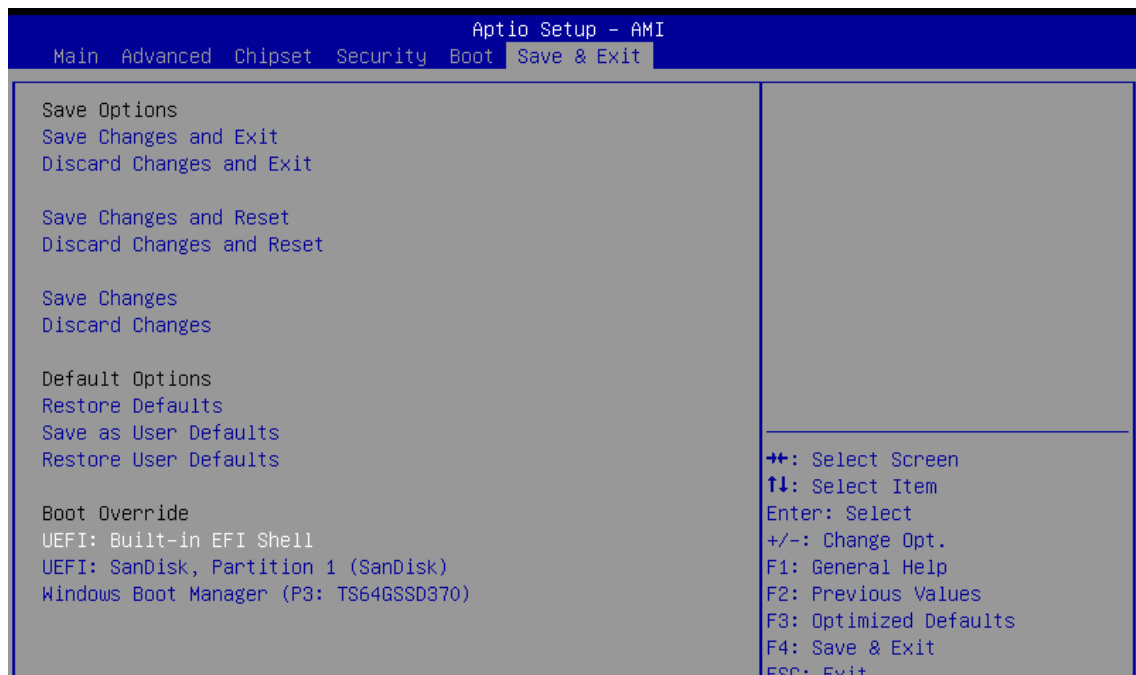 Aptio Setup – AMI
Main Advanced Chipset Security Boot Save & Exit
Save Options
Save Changes and Exit
Discard Changes and Exit
Save Changes and Reset
Discard Changes and Reset
Save Changes
Discard Changes
Default Options
Restore Defaults
Save as User Defaults
Restore User Defaults
Boot Override
UEFI: Built-in EFI Shell
UEFI: SanDisk, Partition 1 (SanDisk)
Windows Boot Manager (P3: TS64GSSD370)
→←: Select Screen
↑↓: Select Item
Enter: Select
+/-: Change Opt.
F1: General Help
F2: Previous Values
F3: Optimized Defaults
F4: Save & Exit
ESC: Exit